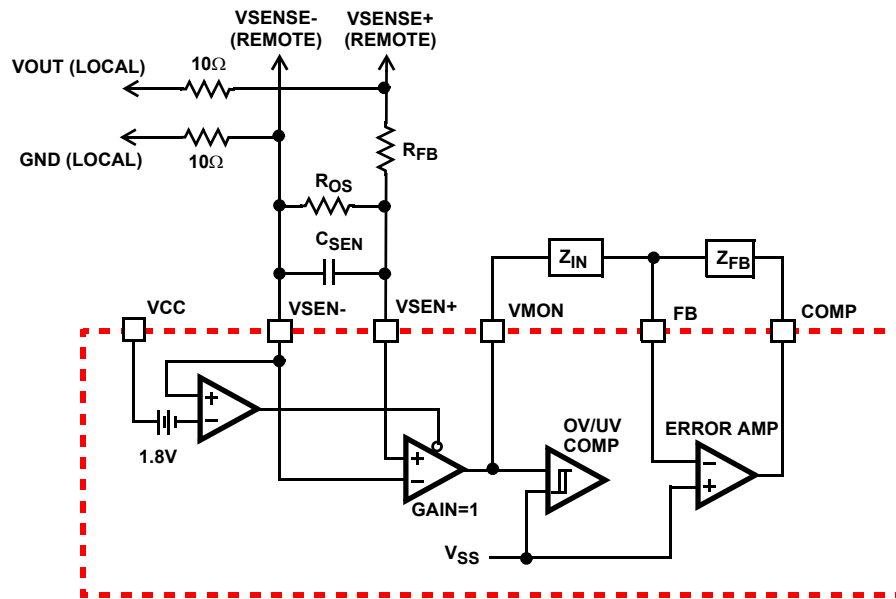 VSENSE-
(REMOTE)
VSENSE+
(REMOTE)
VOUT (LOCAL)
10Ω
GND (LOCAL)
10Ω
RFB
ROS
CSEN
ZIN
ZFB
VCC
VSEN-
VSEN+
VMON
FB
COMP
+
−
1.8V
+
−
GAIN=1
OV/UV
COMP
ERROR AMP
−
+
VSS